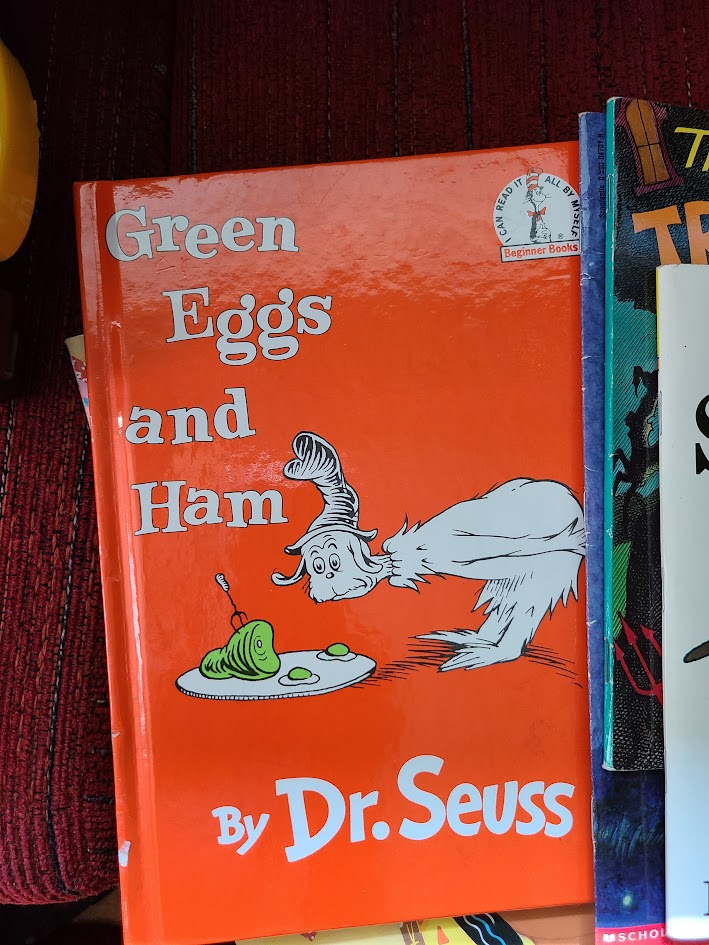 Green
Eggs
and
Ham
I CAN READ IT ALL BY MYSELF
Beginner Books
By Dr. Seuss